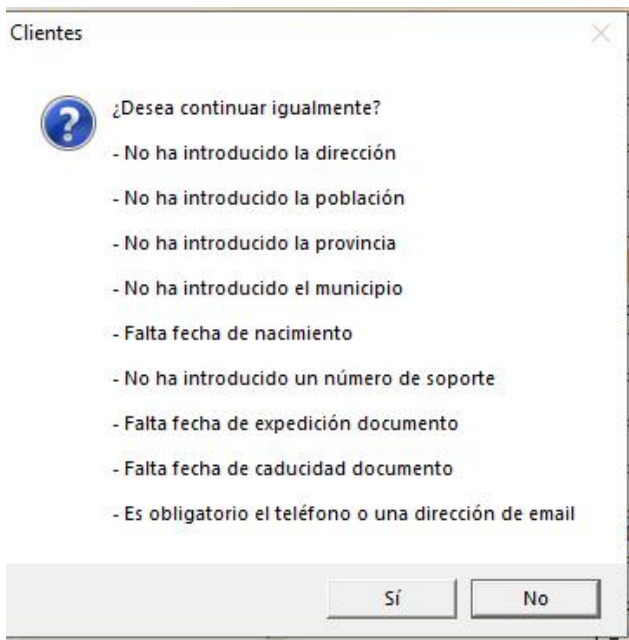 Clientes
¿Desea continuar igualmente?
- No ha introducido la dirección
- No ha introducido la población
- No ha introducido la provincia
- No ha introducido el municipio
- Falta fecha de nacimiento
- No ha introducido un número de soporte
- Falta fecha de expedición documento
- Falta fecha de caducidad documento
- Es obligatorio el teléfono o una dirección de email
Sí
No